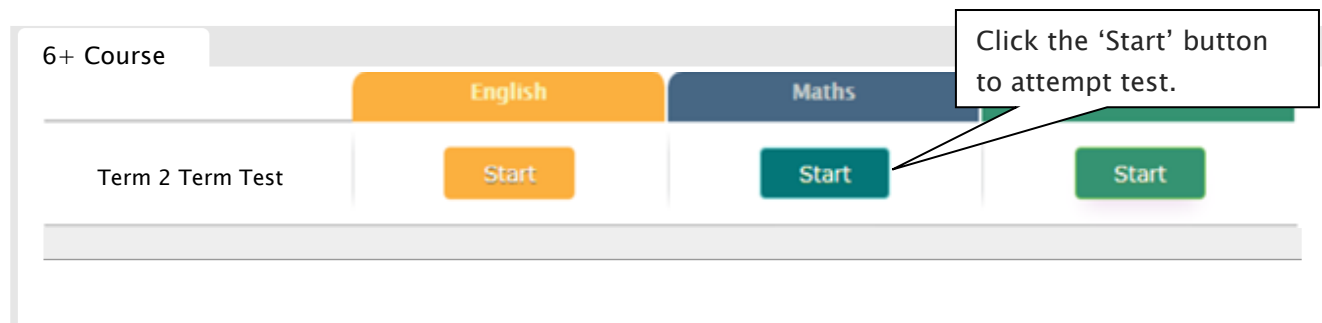 6+ Course
Click the ‘Start’ button
to attempt test.
English Maths
Term 2 Term Test Start Start Start